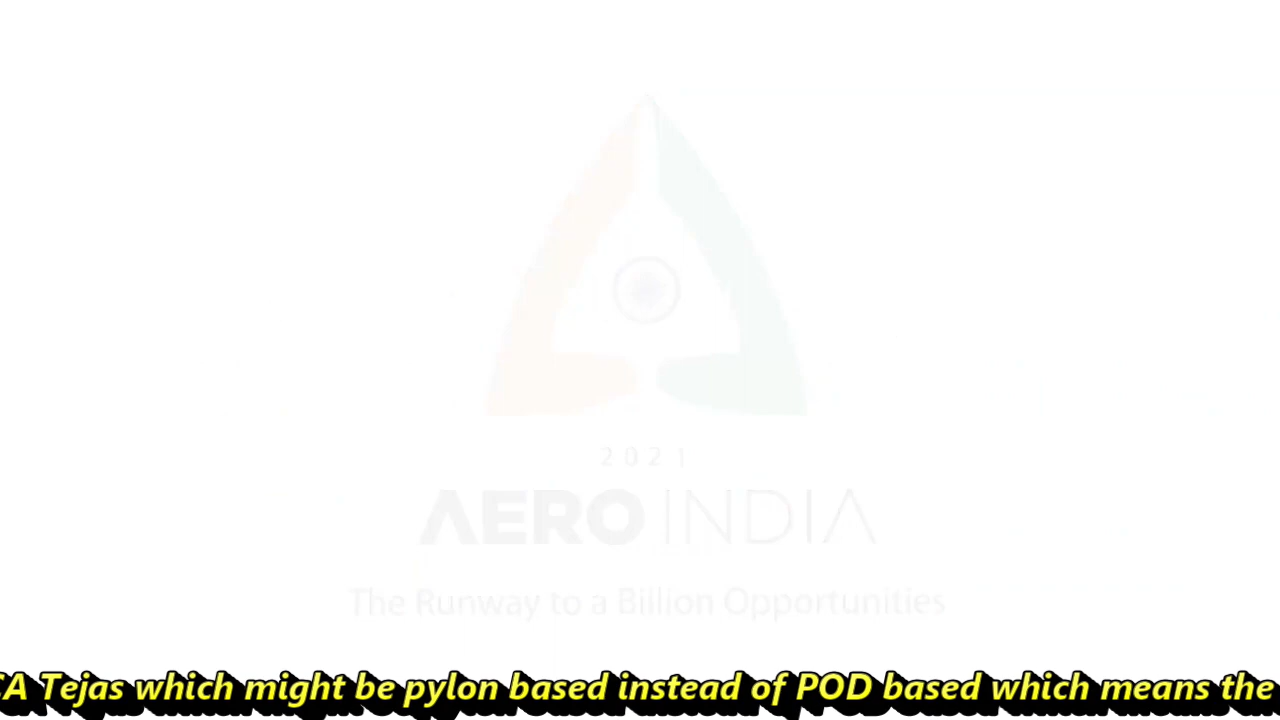 2021
AERO INDIA
The Runway to a Billion Opportunities
CA Tejas which might be pylon based instead of POD based which means the